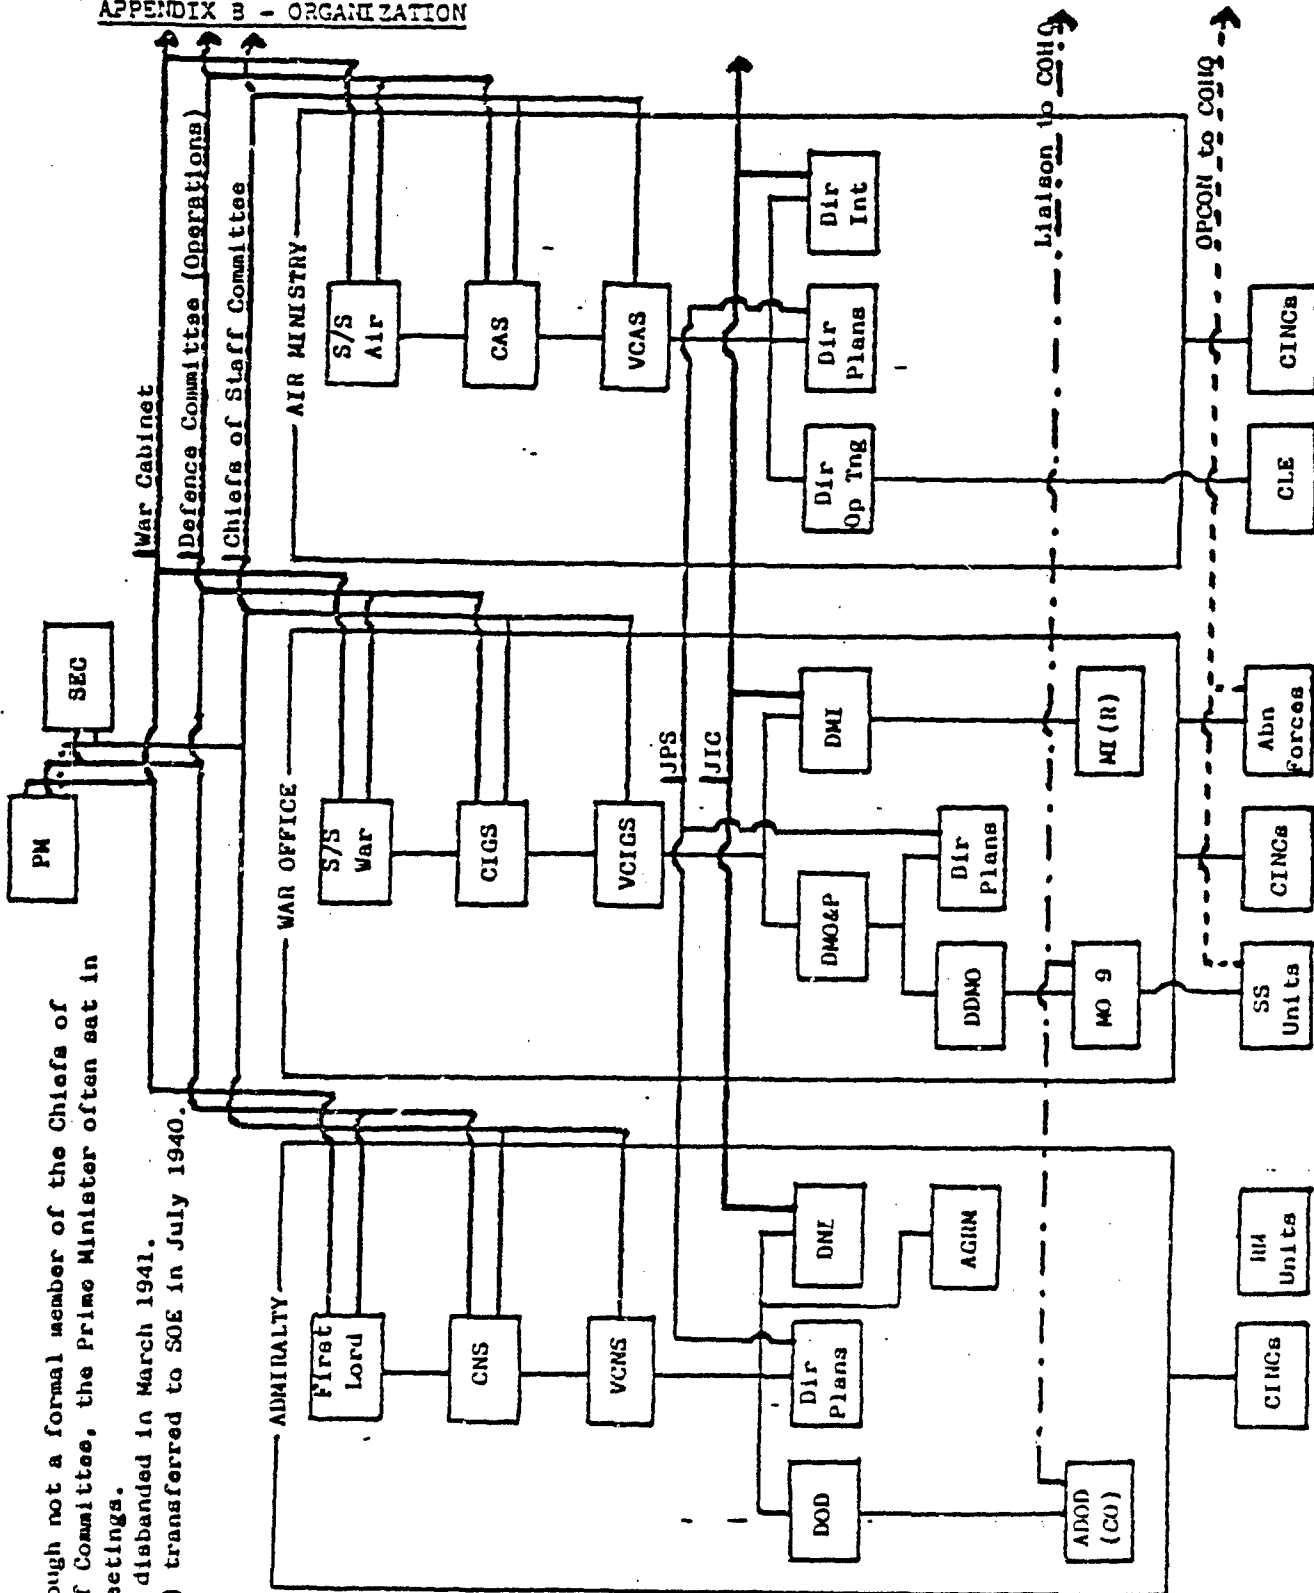 APPENDIX B - ORGANIZATION
PM
SEC
War Cabinet
Defence Committee (Operations)
Chiefs of Staff Committee
ADMIRALTY
First
Lord
CNS
VCNS
DOD
Dir
Plans
DNI
AGRM
ADOD
(CO)
CINCs
RM
Units
WAR OFFICE
S/S
War
CIGS
VCIGS
JPS
JIC
DMO&P
DMI
DDMO
Dir
Plans
MO 9
MI(R)
SS
Units
CINCs
Abn
Forces
AIR MINISTRY
S/S
Air
CAS
VCAS
Dir
Op Tng
Dir
Plans
Dir
Int
CLE
CINCs
Liaison to COHQ
OPCON to COHQ
ough not a formal member of the Chiefs of
f Committee, the Prime Minister often sat in
eetings.
disbanded in March 1941.
) transferred to SOE in July 1940.